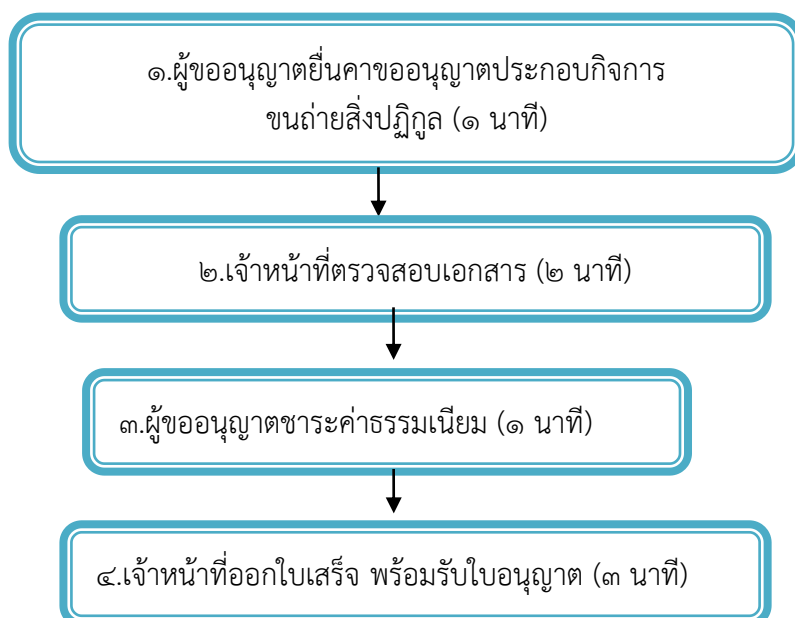 ๑.ผู้ขออนุญาตยื่นคาขออนุญาตประกอบกิจการ
ขนถ่ายสิ่งปฏิกูล (๑ นาที)
๒.เจ้าหน้าที่ตรวจสอบเอกสาร (๒ นาที)
๓.ผู้ขออนุญาตชาระค่าธรรมเนียม (๑ นาที)
๔.เจ้าหน้าที่ออกใบเสร็จ พร้อมรับใบอนุญาต (๓ นาที)